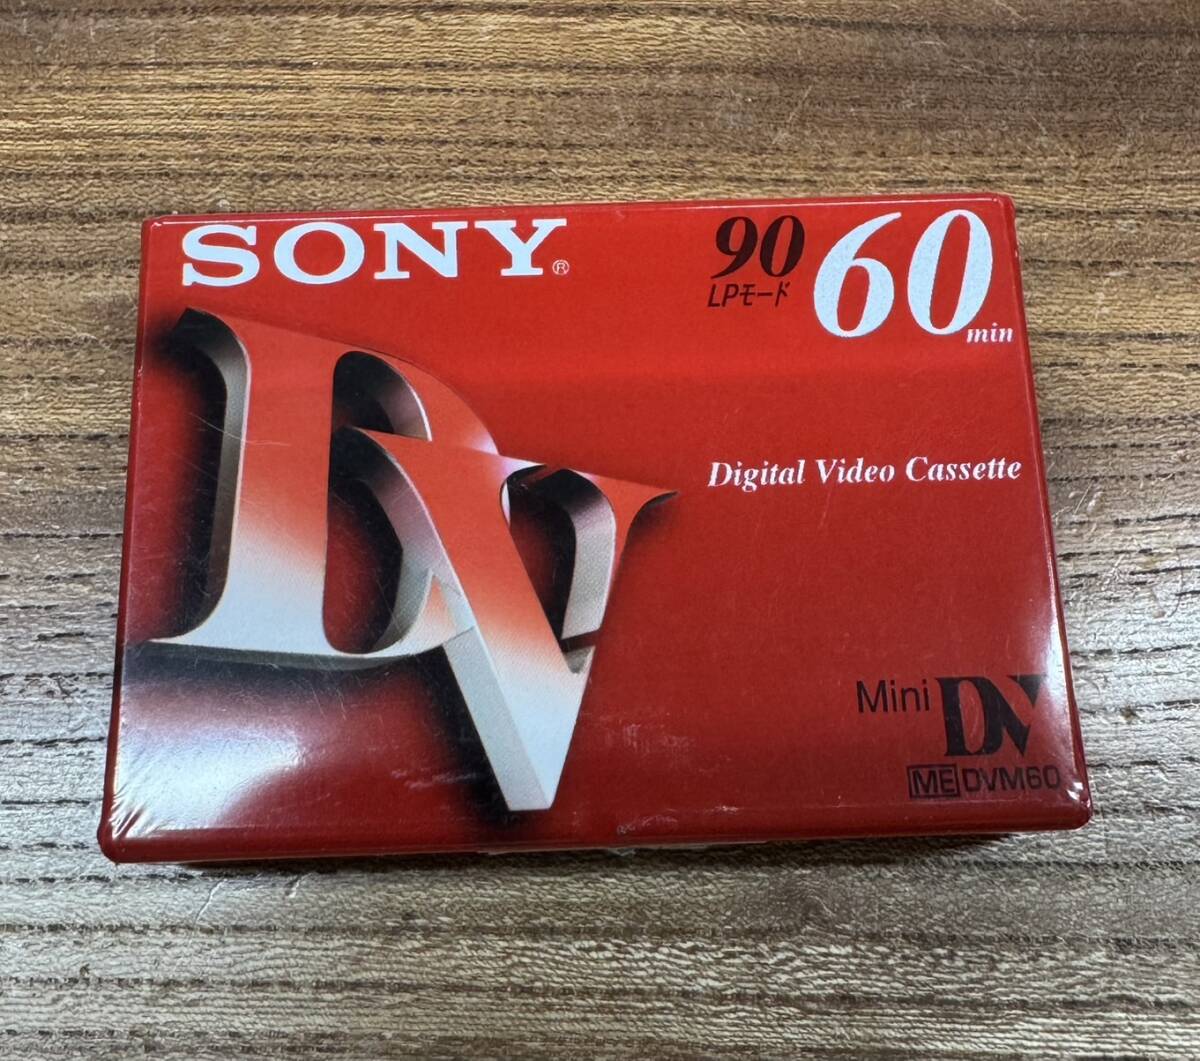 SONY®
90
LPモード
60
min
DV
Digital Video Cassette
Mini DV
ME DVM60